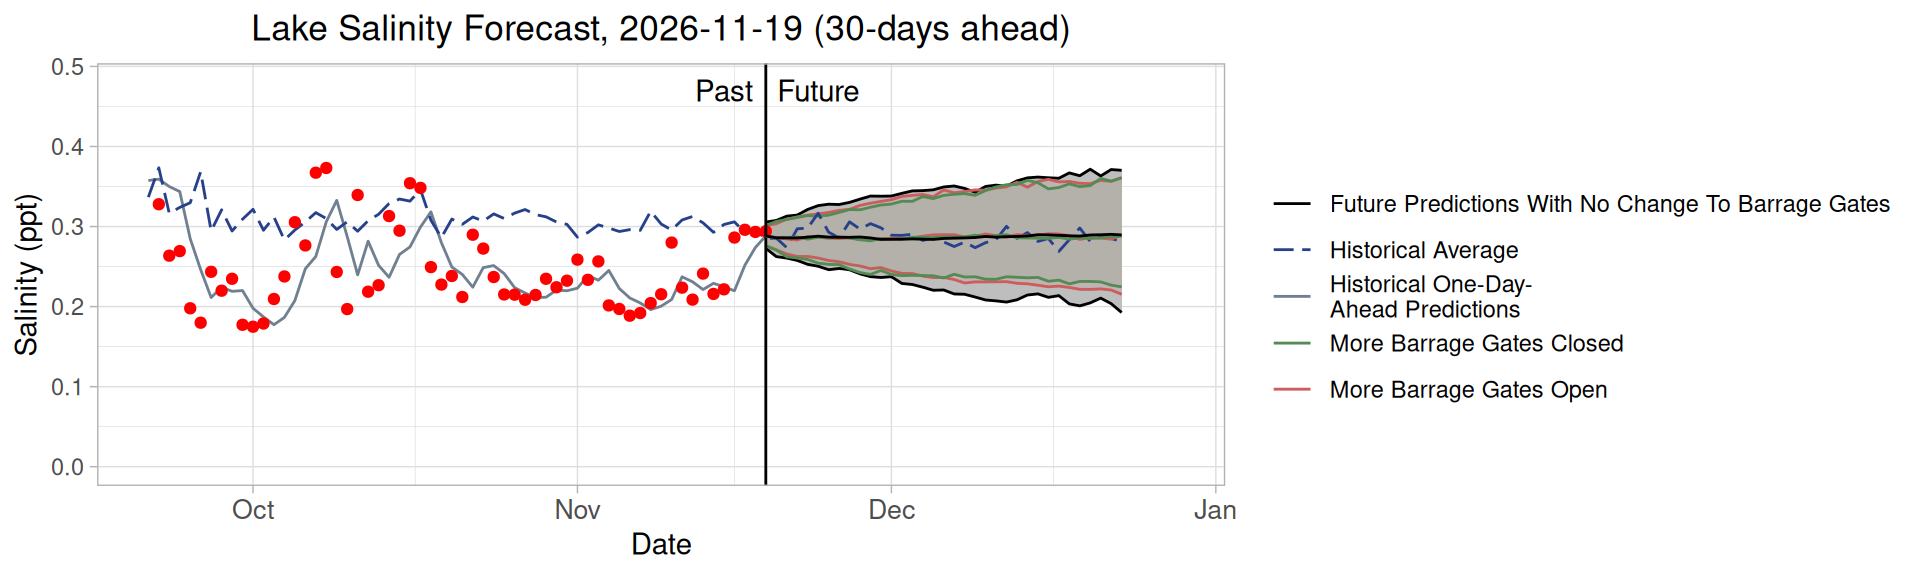 Lake Salinity Forecast, 2026-11-19 (30-days ahead)
0.5
0.4
0.3
0.2
0.1
0.0
Salinity (ppt)
Past
Future
Oct
Nov
Dec
Jan
Date
Future Predictions With No Change To Barrage Gates
Historical Average
Historical One-Day-
Ahead Predictions
More Barrage Gates Closed
More Barrage Gates Open